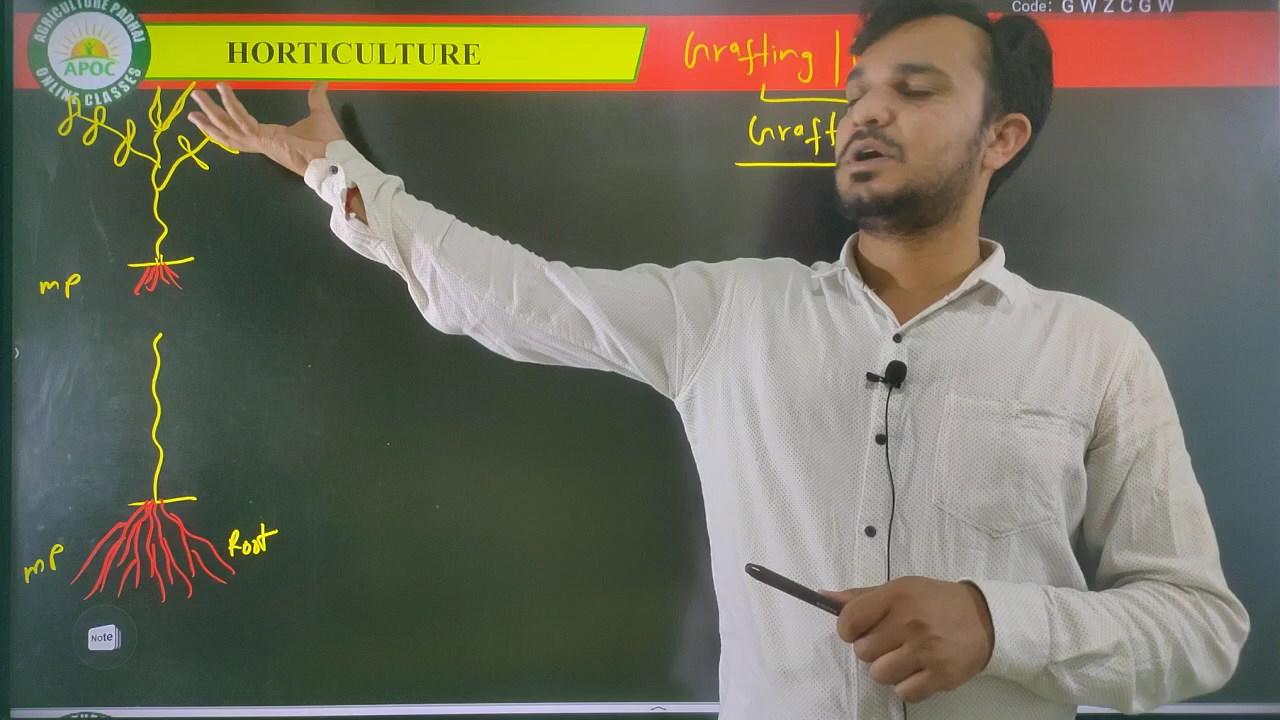 Code: G W Z C G W
AGRICULTURE PADHAI
APOC
ONLINE CLASSES
HORTICULTURE
Grafting |
Graft
mp
mp
Root
Note